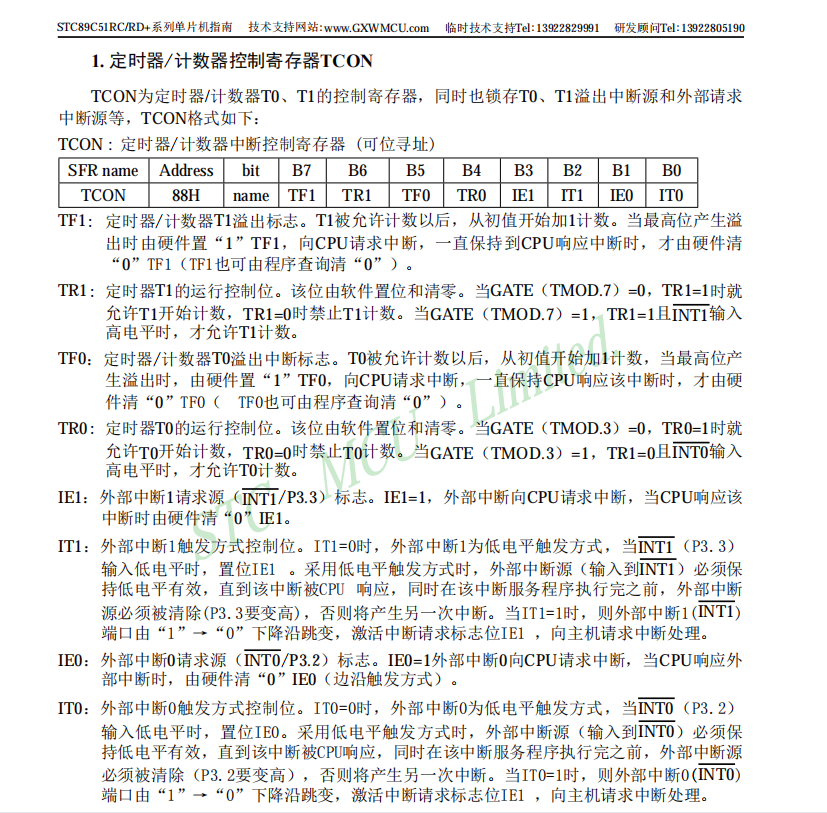 STC89C51RC/RD+系列单片机指南 技术支持网站:www.GXWMCU.com 临时技术支持Tel:13922829991 研发顾问Tel:13922805190
1. 定时器/计数器控制寄存器TCON
TCON为定时器/计数器T0、T1的控制寄存器，同时也锁存T0、T1溢出中断源和外部请求
中断源等，TCON格式如下：
TCON : 定时器/计数器中断控制寄存器 (可位寻址)
SFR name Address bit B7 B6 B5 B4 B3 B2 B1 B0
TCON 88H name TF1 TR1 TF0 TR0 IE1 IT1 IE0 IT0
TF1：定时器/计数器T1溢出标志。T1被允许计数以后，从初值开始加1计数。当最高位产生溢
出时由硬件置“1”TF1，向CPU请求中断，一直保持到CPU响应中断时，才由硬件清
“0”TF1（TF1也可由程序查询清“0”）。
TR1：定时器T1的运行控制位。该位由软件置位和清零。当GATE（TMOD.7）=0，TR1=1时就
允许T1开始计数，TR1=0时禁止T1计数。当GATE（TMOD.7）=1，TR1=1且INT1输入
高电平时，才允许T1计数。
TF0：定时器/计数器T0溢出中断标志。T0被允许计数以后，从初值开始加1计数，当最高位产
生溢出时，由硬件置“1”TF0，向CPU请求中断，一直保持CPU响应该中断时，才由硬
件清“0”TF0（ TF0也可由程序查询清“0”）。
TR0：定时器T0的运行控制位。该位由软件置位和清零。当GATE（TMOD.3）=0，TR0=1时就
允许T0开始计数，TR0=0时禁止T0计数。当GATE（TMOD.3）=1，TR1=0且INT0输入
高电平时，才允许T0计数。
IE1：外部中断1请求源（INT1/P3.3）标志。IE1=1，外部中断向CPU请求中断，当CPU响应该
中断时由硬件清“0”IE1。
IT1：外部中断1触发方式控制位。IT1=0时，外部中断1为低电平触发方式，当INT1（P3.3）
输入低电平时，置位IE1 。采用低电平触发方式时，外部中断源（输入到INT1）必须保
持低电平有效，直到该中断被CPU 响应，同时在该中断服务程序执行完之前，外部中断
源必须被清除(P3.3要变高)，否则将产生另一次中断。当IT1=1时，则外部中断1(INT1)
端口由“1”→“0”下降沿跳变，激活中断请求标志位IE1 ，向主机请求中断处理。
IE0：外部中断0请求源（INT0/P3.2）标志。IE0=1外部中断0向CPU请求中断，当CPU响应外
部中断时，由硬件清“0”IE0（边沿触发方式）。
IT0：外部中断0触发方式控制位。IT0=0时，外部中断0为低电平触发方式，当INT0（P3.2）
输入低电平时，置位IE0。采用低电平触发方式时，外部中断源（输入到INT0）必须保
持低电平有效，直到该中断被CPU响应，同时在该中断服务程序执行完之前，外部中断源
必须被清除（P3.2要变高），否则将产生另一次中断。当IT0=1时，则外部中断0(INT0)
端口由“1”→“0”下降沿跳变，激活中断请求标志位IE1 ，向主机请求中断处理。
STC MCU Limited